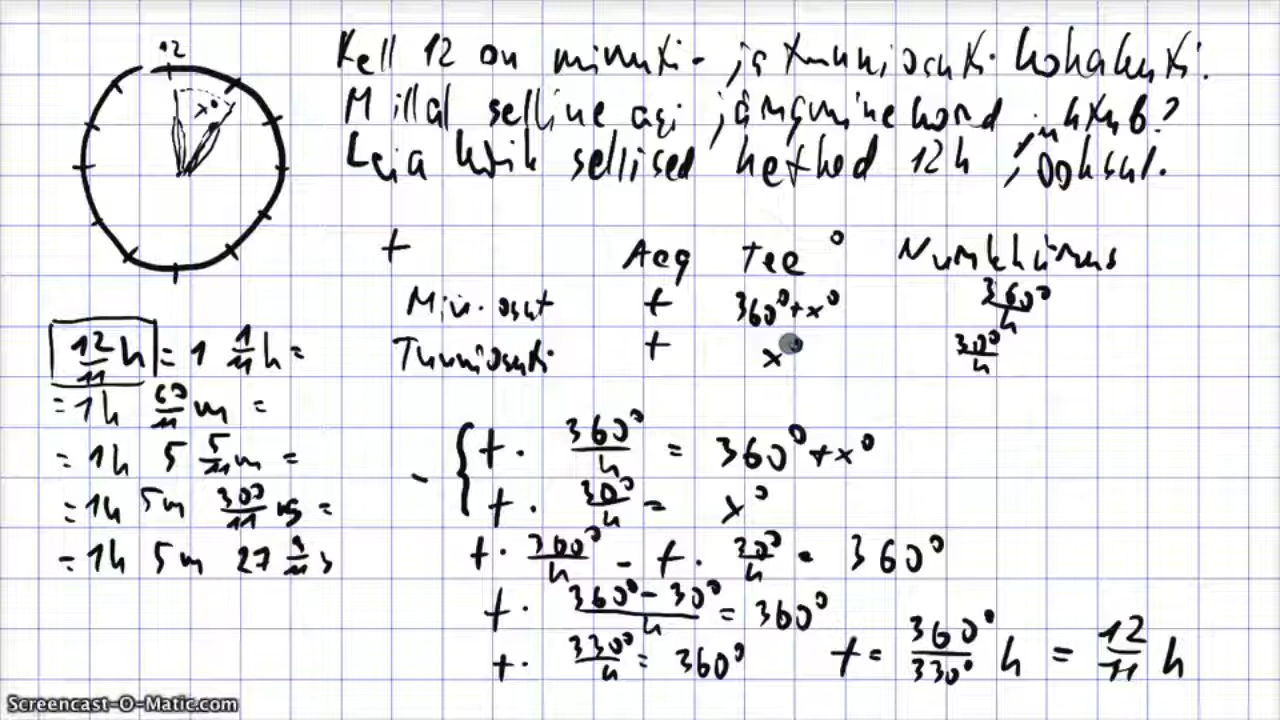 12
Kell 12 on minuti- ja tunniosuti kohakuti.
Millal selline asi järgmine kord juhtub?
Leia kõik sellised hetked 12h jooksul.
x°
t Aeg Tee ° Nurkkiirus
Min. osut t 360°+x° 360°/h
Tunniosuti t x° 30°/h
12/11 h = 1 1/11 h =
= 1h 60/11 m =
= 1h 5 5/11 m =
= 1h 5m 300/11 s =
= 1h 5m 27 3/11 s
- { t · 360°/h = 360°+x°
t · 30°/h = x°
t · 360°/h - t · 30°/h = 360°
t · 360°-30°/h = 360°
t · 330°/h = 360° t = 360°/330° h = 12/11 h
Screencast-O-Matic.com